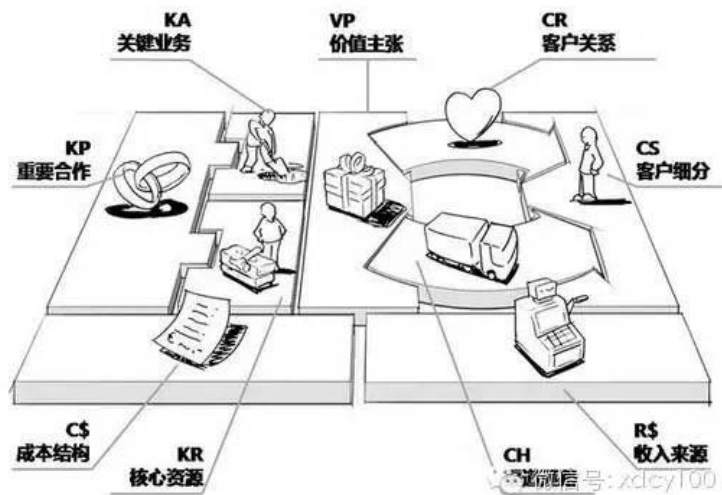 KA
关键业务
VP
价值主张
CR
客户关系
KP
重要合作
CS
客户细分
C$
成本结构
KR
核心资源
CH
R$
收入来源
微信号: xdcy100